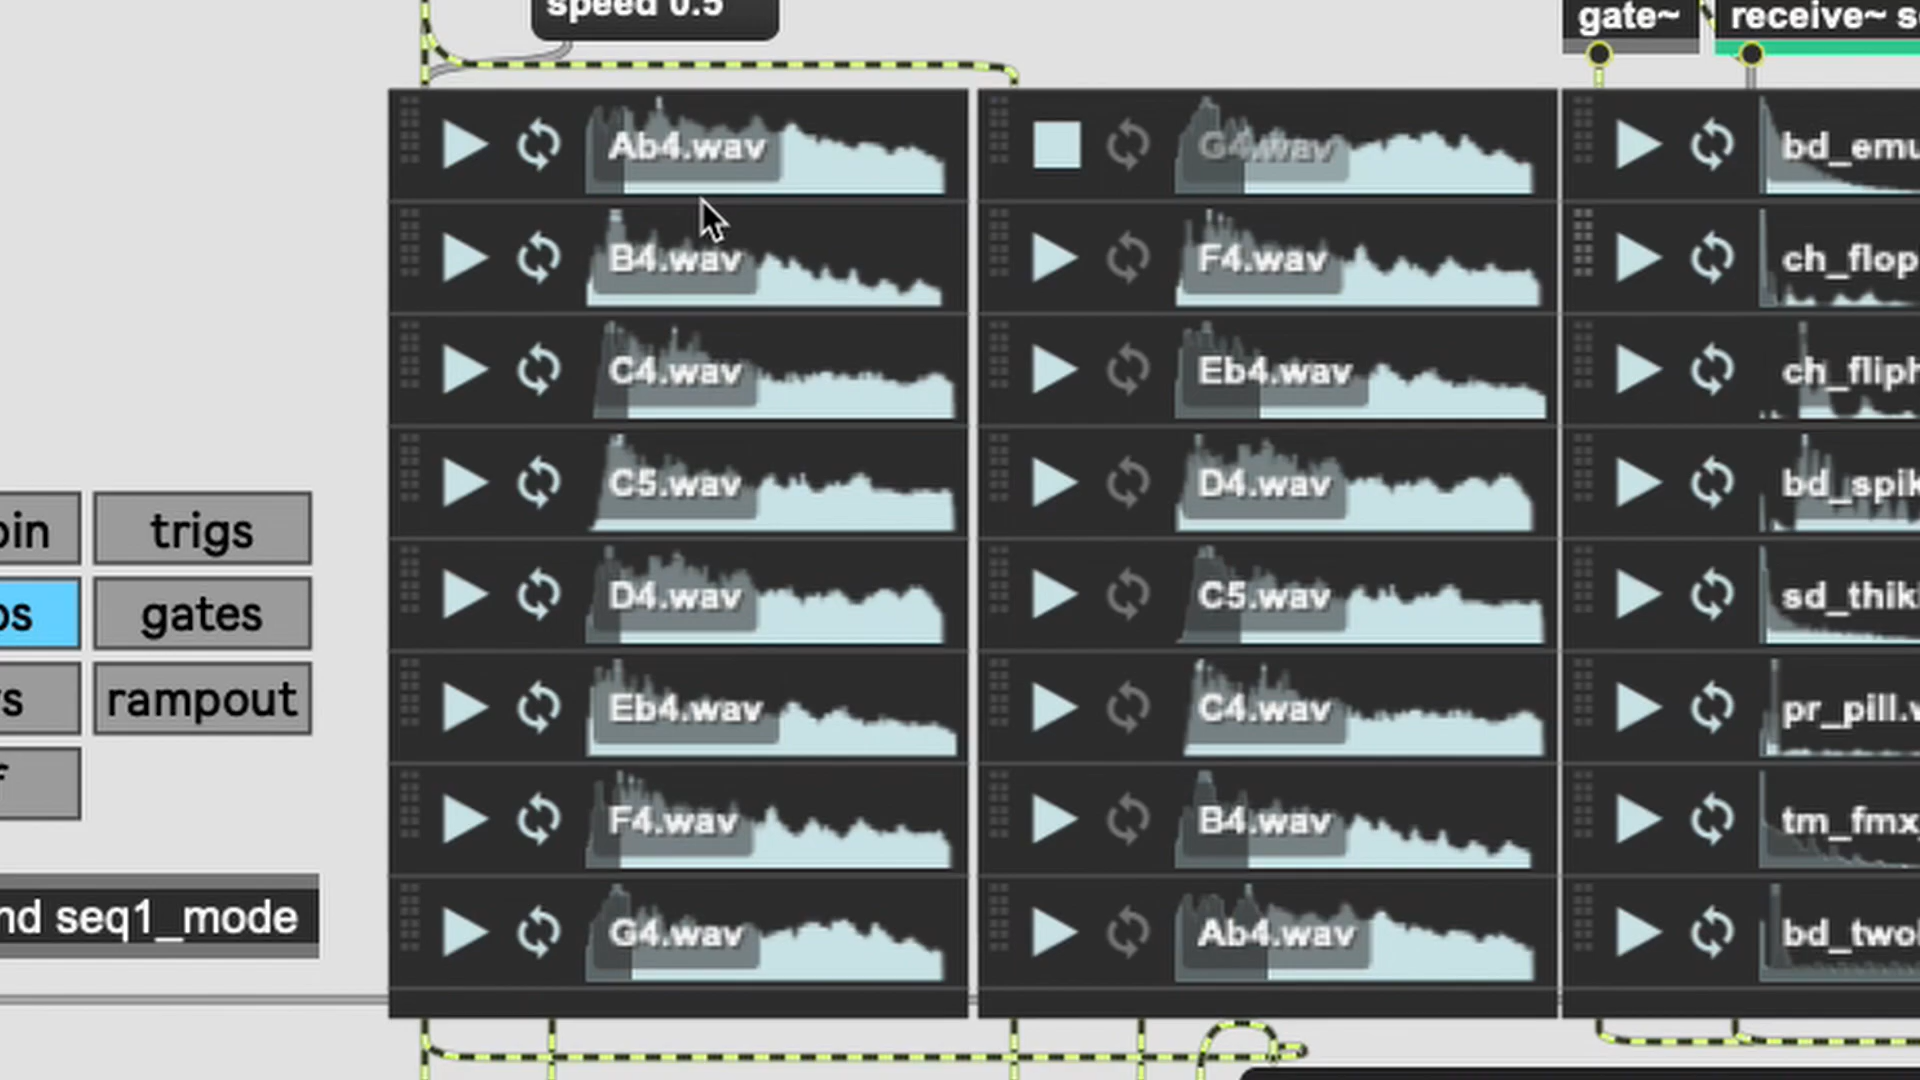 speed 0.5
gate~
receive~
Ab4.wav
B4.wav
C4.wav
C5.wav
D4.wav
Eb4.wav
F4.wav
G4.wav
G4.wav
F4.wav
Eb4.wav
D4.wav
C5.wav
C4.wav
B4.wav
Ab4.wav
bd_emu
ch_flop
ch_fliph
bd_spik
sd_thik
pr_pill.
tm_fmx
bd_two
trigs
gates
rampout
seq1_mode